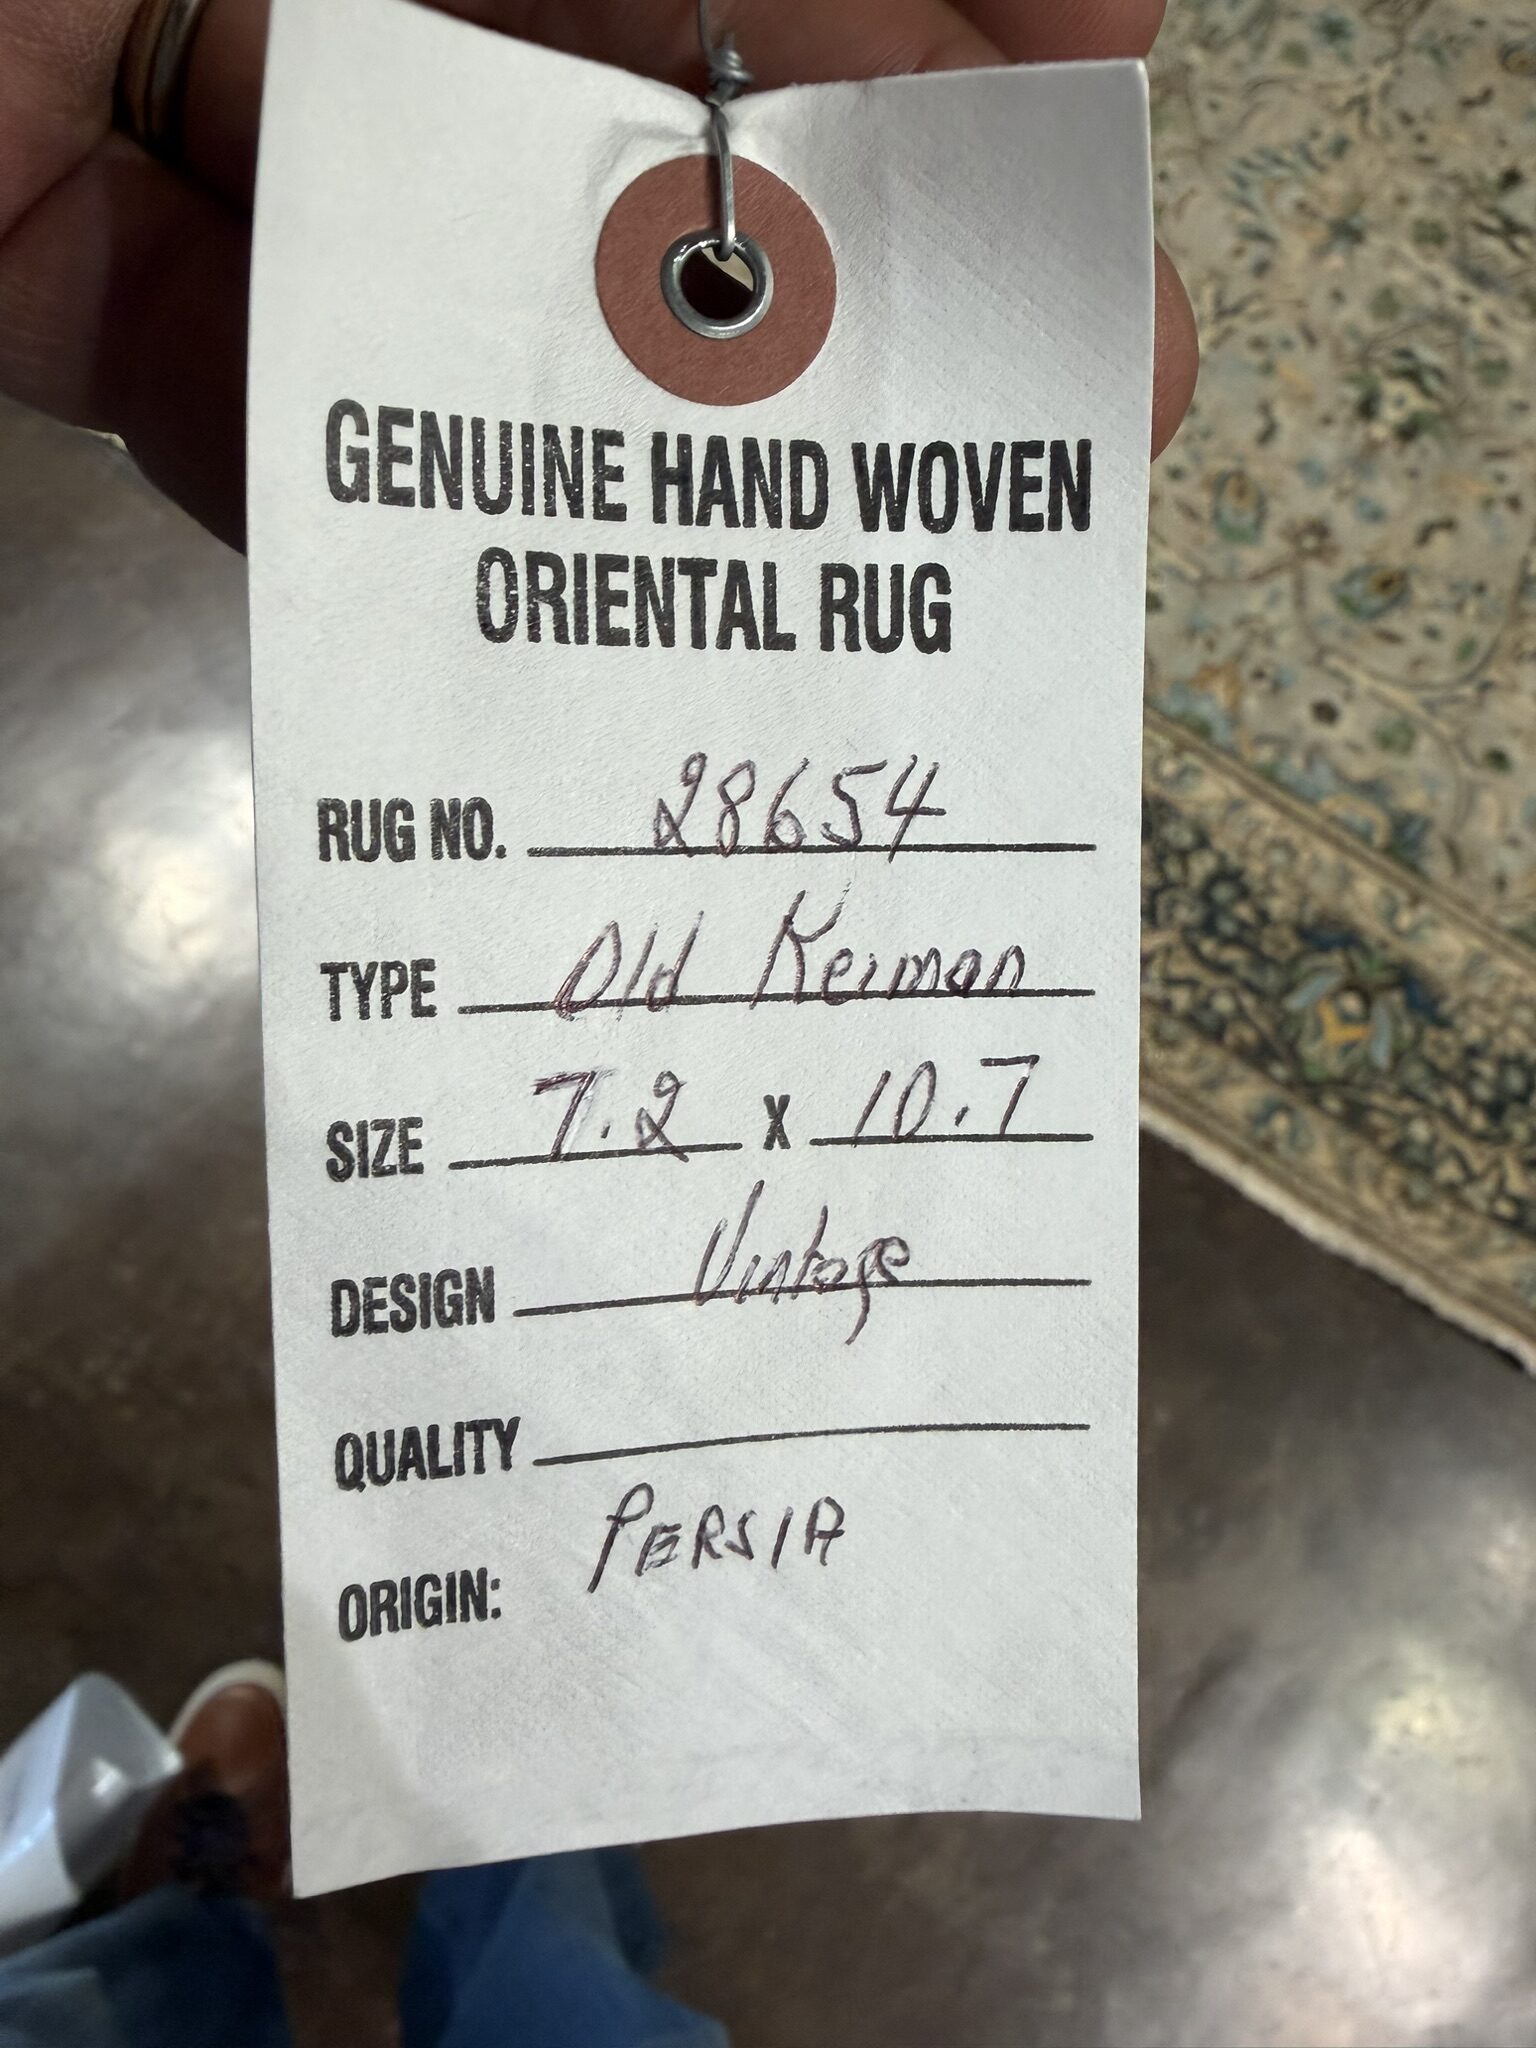 GENUINE HAND WOVEN
ORIENTAL RUG
RUG NO. 28654
TYPE Old Kerman
SIZE 7.2 X 10.7
DESIGN Vintage
QUALITY
ORIGIN: PERSIA